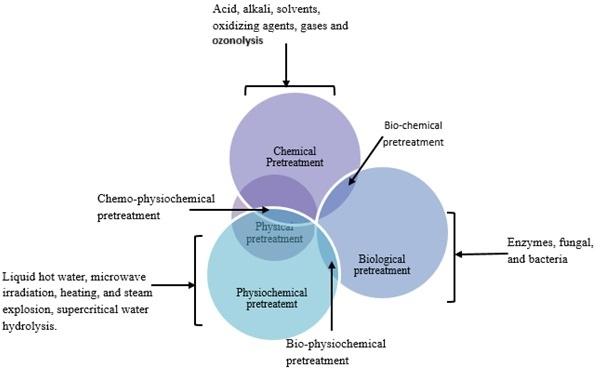 Acid, alkali, solvents,
oxidizing agents, gases and
ozonolysis
Bio-chemical
pretreatment
Chemical
Pretreatment
Chemo-physiochemical
pretreatment
Physical
pretreatment
Biological
pretreatment
Enzymes, fungal,
and bacteria
Liquid hot water, microwave
irradiation, heating, and steam
explosion, supercritical water
hydrolysis.
Physiochemical
pretreatemt
Bio-physiochemical
pretreatment